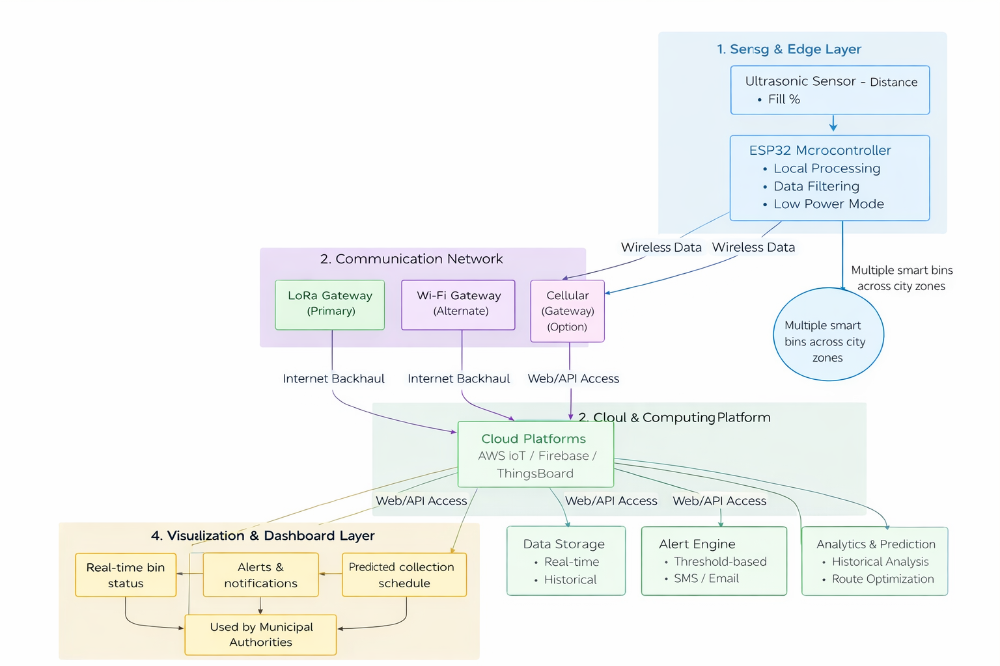 1. Sensg & Edge Layer
Ultrasonic Sensor - Distance
• Fill %
ESP32 Mcrocontroller
• Local Processing
• Data Filtering
• Low Power Mode
Wireless Data
Wireless Data
Multiple smart bins
across city zones
Multiple smart
bins across city
zones
2. Communication Network
LoRa Gateway
(Primary)
Wi-Fi Gateway
(Alternate)
Cellular
(Gateway)
(Option)
Internet Backhaul
Internet Backhaul
Web/API Access
2. Cloul & Computing Platform
Cloud Platforms
AWS ioT / Firebase /
ThingsBoard
Web/API Access
Web/API Access
Web/API Access
4. Visualization & Dashboard Layer
Real-time bin
status
Alerts &
notifications
Predicted collection
schedule
Used by Municipal
Authorities
Data Storage
• Real-time
• Historical
Alert Engine
• Threshold-based
• SMS / Email
Analytics & Prediction
• Historical Analysis
• Route Optimization